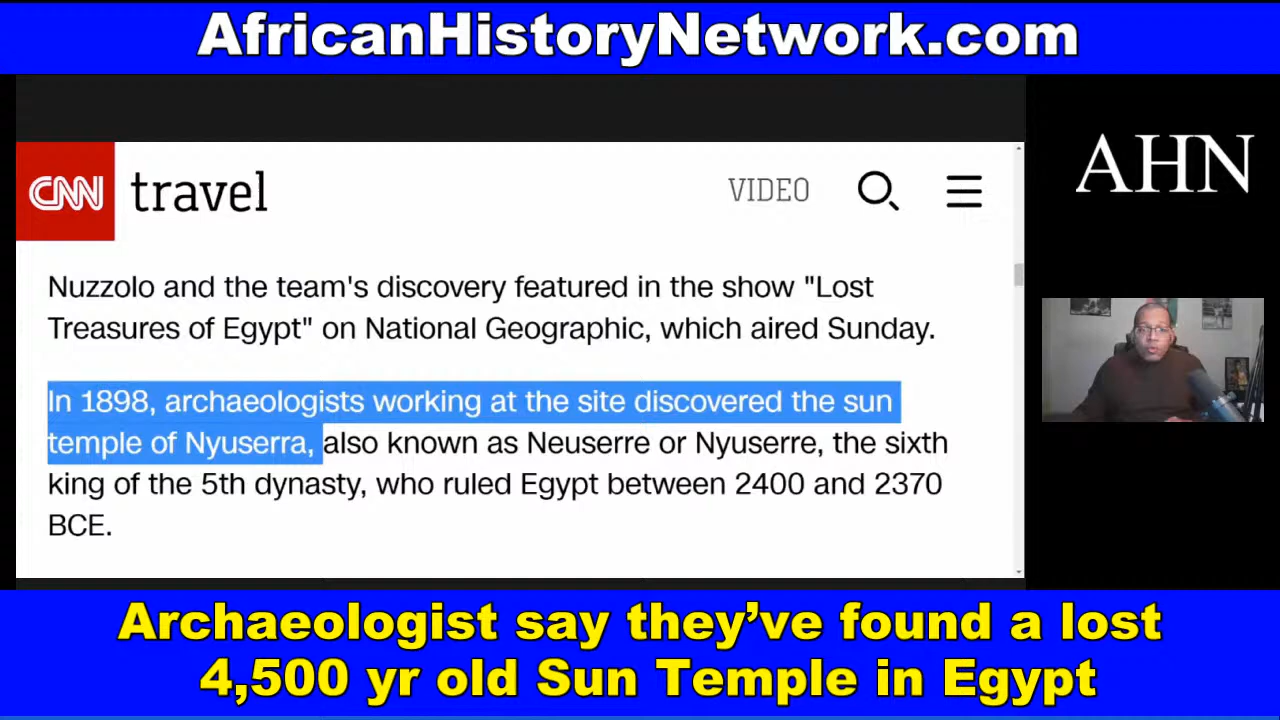 AfricanHistoryNetwork.com
CNN travel VIDEO
AHN
Nuzzolo and the team's discovery featured in the show "Lost
Treasures of Egypt" on National Geographic, which aired Sunday.
In 1898, archaeologists working at the site discovered the sun
temple of Nyuserra, also known as Neuserre or Nyuserre, the sixth
king of the 5th dynasty, who ruled Egypt between 2400 and 2370
BCE.
Archaeologist say they’ve found a lost
4,500 yr old Sun Temple in Egypt